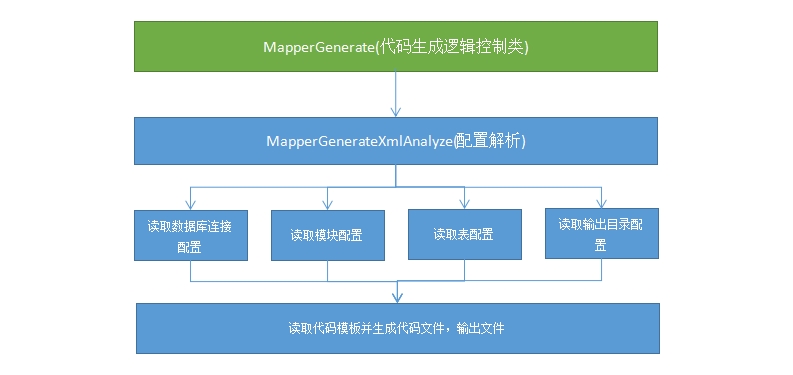 MapperGenerate(代码生成逻辑控制类)
MapperGenerateXmlAnalyze(配置解析)
读取数据库连接
配置
读取模块配置
读取表配置
读取输出目录配
置
读取代码模板并生成代码文件，输出文件